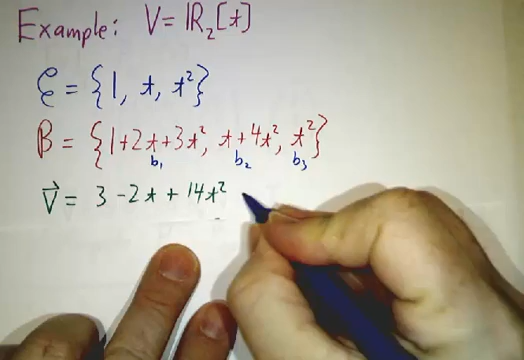 Example: V = ℝ₂[t]
ℰ = {1, t, t²}
β = {1+2t+3t², t+4t², t²}
b₁ b₂ b₃
v⃗ = 3 -2t + 14t²